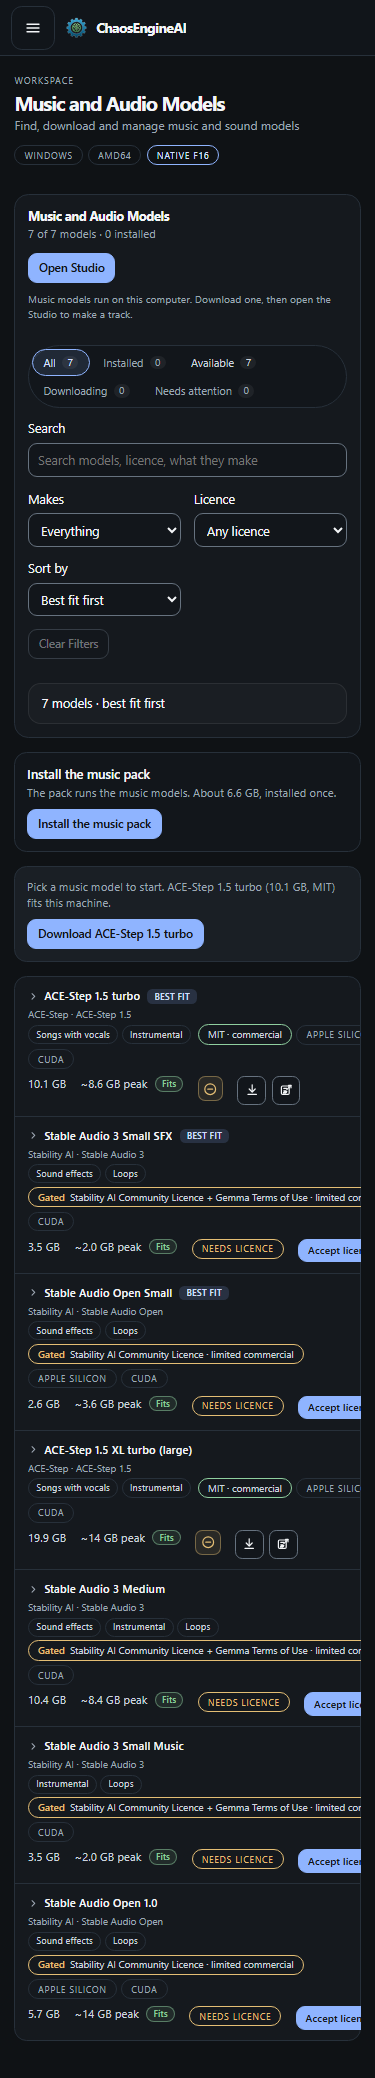 ChaosEngineAI
WORKSPACE
Music and Audio Models
Find, download and manage music and sound models
WINDOWS AMD64 NATIVE F16
Music and Audio Models
7 of 7 models · 0 installed
Open Studio
Music models run on this computer. Download one, then open the
Studio to make a track.
All 7 Installed 0 Available 7
Downloading 0 Needs attention 0
Search
Search models, licence, what they make
Makes Licence
Everything Any licence
Sort by
Best fit first
Clear Filters
7 models · best fit first
Install the music pack
The pack runs the music models. About 6.6 GB, installed once.
Install the music pack
Pick a music model to start. ACE-Step 1.5 turbo (10.1 GB, MIT)
fits this machine.
Download ACE-Step 1.5 turbo
ACE-Step 1.5 turbo BEST FIT
ACE-Step · ACE-Step 1.5
Songs with vocals Instrumental MIT · commercial APPLE SILIC
CUDA
10.1 GB ~8.6 GB peak Fits
Stable Audio 3 Small SFX BEST FIT
Stability AI · Stable Audio 3
Sound effects Loops
Gated Stability AI Community Licence + Gemma Terms of Use · limited cor
CUDA
3.5 GB ~2.0 GB peak Fits NEEDS LICENCE Accept licen
Stable Audio Open Small BEST FIT
Stability AI · Stable Audio Open
Sound effects Loops
Gated Stability AI Community Licence · limited commercial
APPLE SILICON CUDA
2.6 GB ~3.6 GB peak Fits NEEDS LICENCE Accept licen
ACE-Step 1.5 XL turbo (large)
ACE-Step · ACE-Step 1.5
Songs with vocals Instrumental MIT · commercial APPLE SILIC
CUDA
19.9 GB ~14 GB peak Fits
Stable Audio 3 Medium
Stability AI · Stable Audio 3
Sound effects Instrumental Loops
Gated Stability AI Community Licence + Gemma Terms of Use · limited cor
CUDA
10.4 GB ~8.4 GB peak Fits NEEDS LICENCE Accept lice
Stable Audio 3 Small Music
Stability AI · Stable Audio 3
Instrumental Loops
Gated Stability AI Community Licence + Gemma Terms of Use · limited cor
CUDA
3.5 GB ~2.0 GB peak Fits NEEDS LICENCE Accept licen
Stable Audio Open 1.0
Stability AI · Stable Audio Open
Sound effects Loops
Gated Stability AI Community Licence · limited commercial
APPLE SILICON CUDA
5.7 GB ~14 GB peak Fits NEEDS LICENCE Accept licen